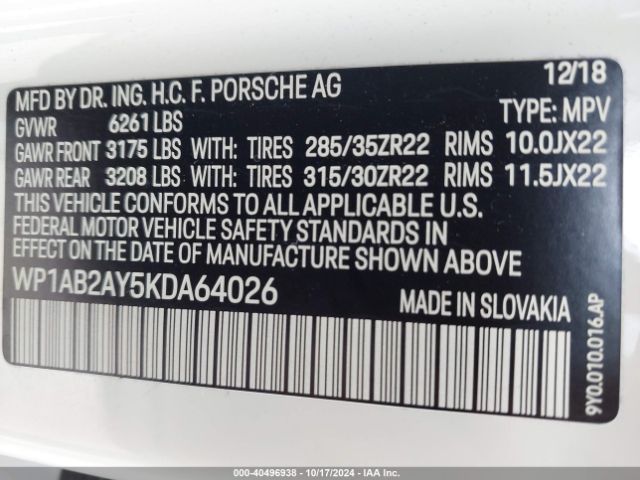 MFD BY DR. ING. H.C. F. PORSCHE AG 12/18
GVWR 6261 LBS TYPE: MPV
GAWR FRONT 3175 LBS WITH: TIRES 285/35ZR22 RIMS 10.0JX22
GAWR REAR 3208 LBS WITH: TIRES 315/30ZR22 RIMS 11.5JX22
THIS VEHICLE CONFORMS TO ALL APPLICABLE U.S.
FEDERAL MOTOR VEHICLE SAFETY STANDARDS IN
EFFECT ON THE DATE OF MANUFACTURE SHOWN ABOVE
WP1AB2AY5KDA64026 MADE IN SLOVAKIA
9Y0.010.016.AP
000-40496938 - 10/17/2024 - IAA Inc.